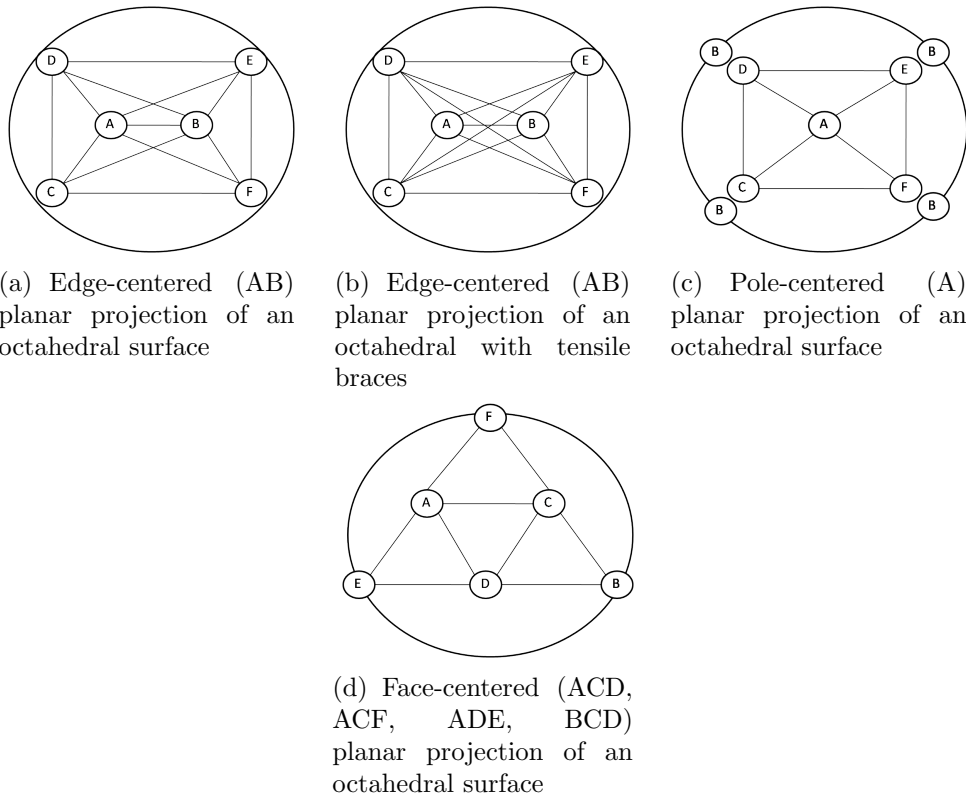 D E
A B
C F
D E
A B
C F
B B
D E
A
C F
B B
(a) Edge-centered (AB)
planar projection of an
octahedral surface
(b) Edge-centered (AB)
planar projection of an
octahedral with tensile
braces
(c) Pole-centered (A)
planar projection of an
octahedral surface
F
A C
E D B
(d) Face-centered (ACD,
ACF, ADE, BCD)
planar projection of an
octahedral surface